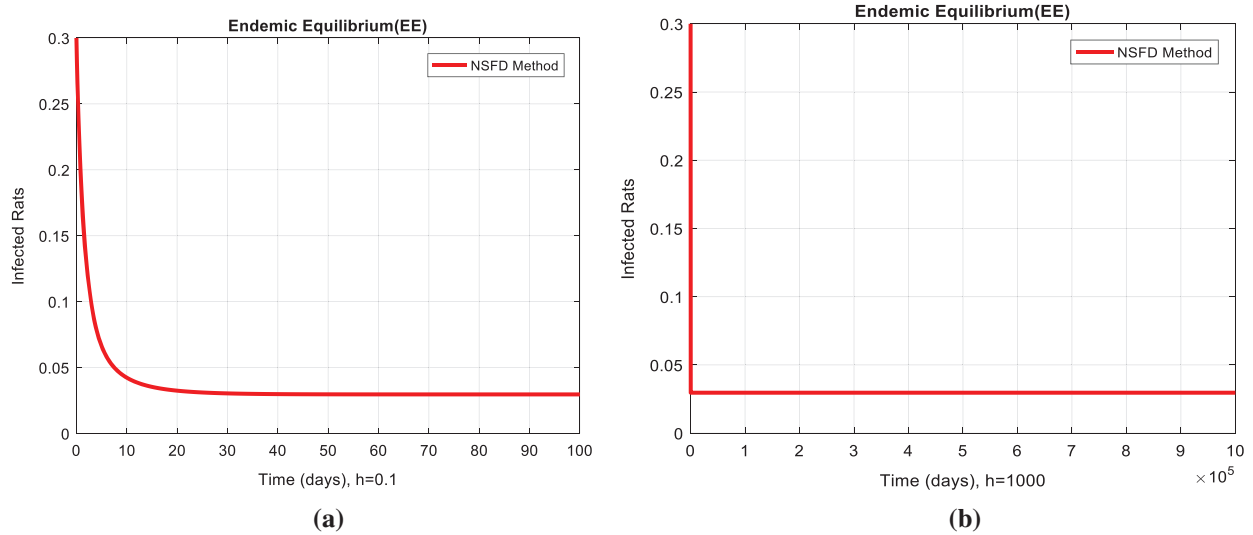 Endemic Equilibrium(EE)
NSFD Method
0.3
0.25
0.2
0.15
0.1
0.05
0
Infected Rats
0 10 20 30 40 50 60 70 80 90 100
Time (days), h=0.1
(a)
Endemic Equilibrium(EE)
NSFD Method
0.3
0.25
0.2
0.15
0.1
0.05
0
Infected Rats
0 1 2 3 4 5 6 7 8 9 10
×10⁵
Time (days), h=1000
(b)